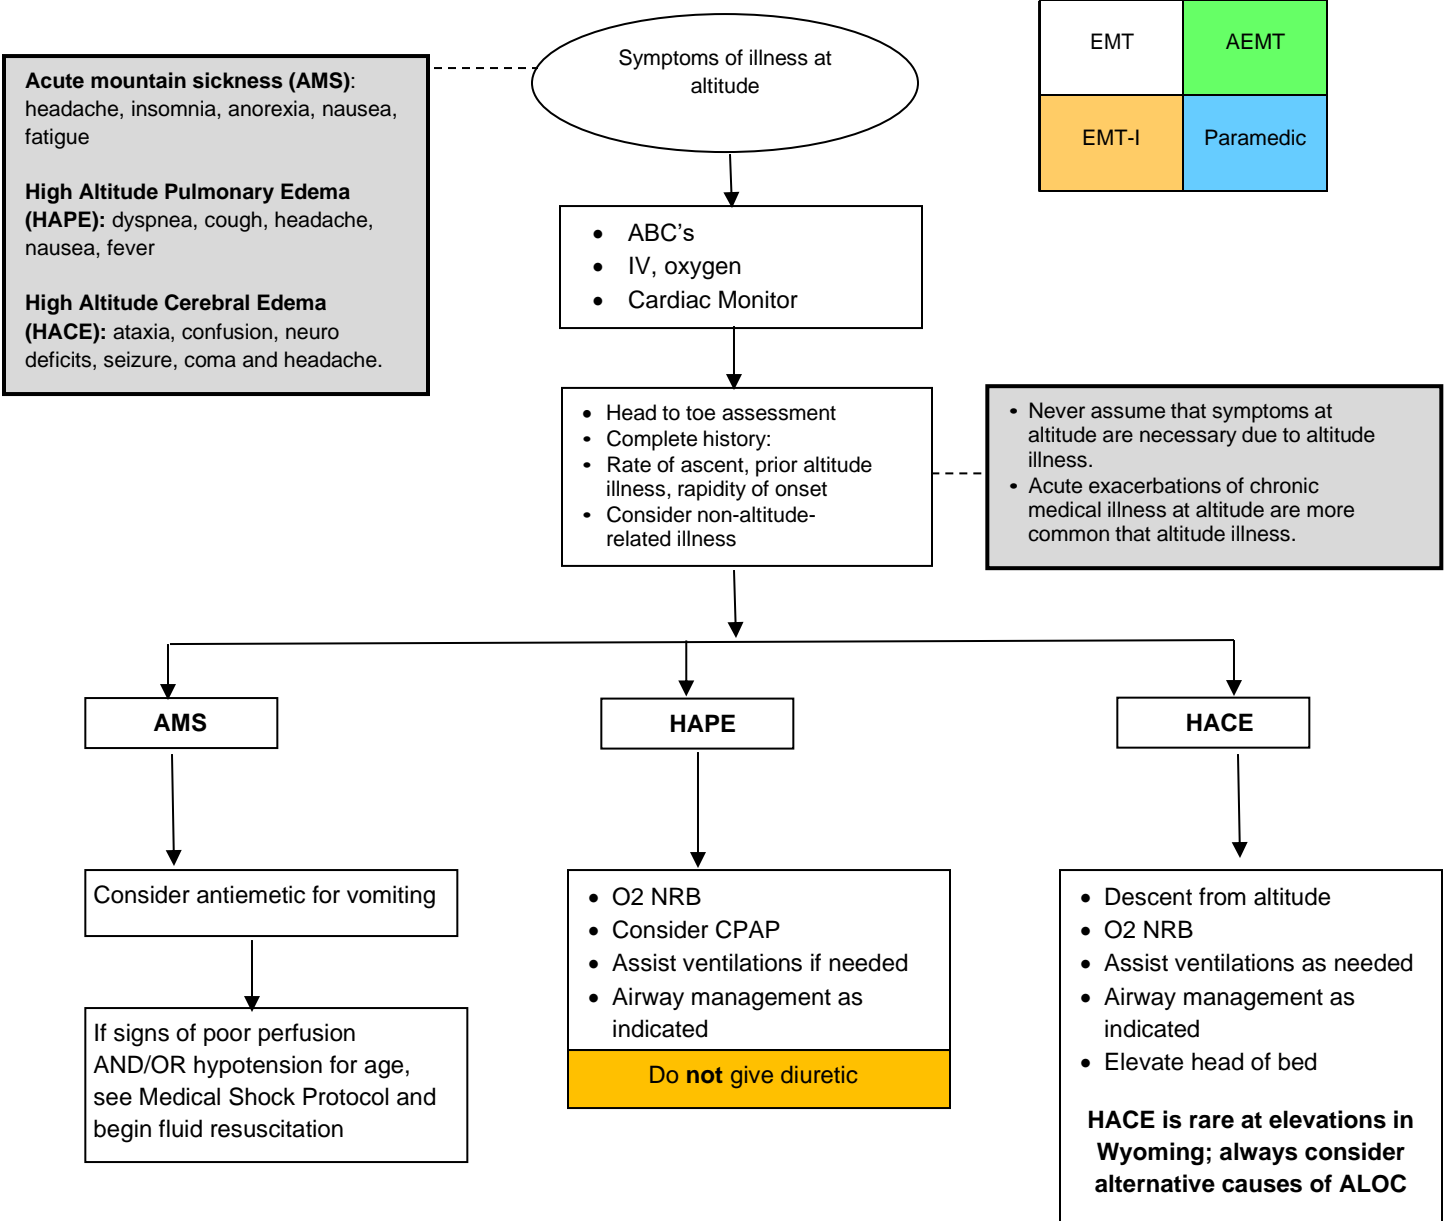 Symptoms of illness at
altitude
EMT
AEMT
EMT-I
Paramedic
Acute mountain sickness (AMS):
headache, insomnia, anorexia, nausea,
fatigue
High Altitude Pulmonary Edema
(HAPE): dyspnea, cough, headache,
nausea, fever
High Altitude Cerebral Edema
(HACE): ataxia, confusion, neuro
deficits, seizure, coma and headache.
• ABC’s
• IV, oxygen
• Cardiac Monitor
• Head to toe assessment
• Complete history:
• Rate of ascent, prior altitude
illness, rapidity of onset
• Consider non-altitude-
related illness
• Never assume that symptoms at
altitude are necessary due to altitude
illness.
• Acute exacerbations of chronic
medical illness at altitude are more
common that altitude illness.
AMS
HAPE
HACE
Consider antiemetic for vomiting
If signs of poor perfusion
AND/OR hypotension for age,
see Medical Shock Protocol and
begin fluid resuscitation
• O2 NRB
• Consider CPAP
• Assist ventilations if needed
• Airway management as
indicated
Do not give diuretic
• Descent from altitude
• O2 NRB
• Assist ventilations as needed
• Airway management as
indicated
• Elevate head of bed
HACE is rare at elevations in
Wyoming; always consider
alternative causes of ALOC